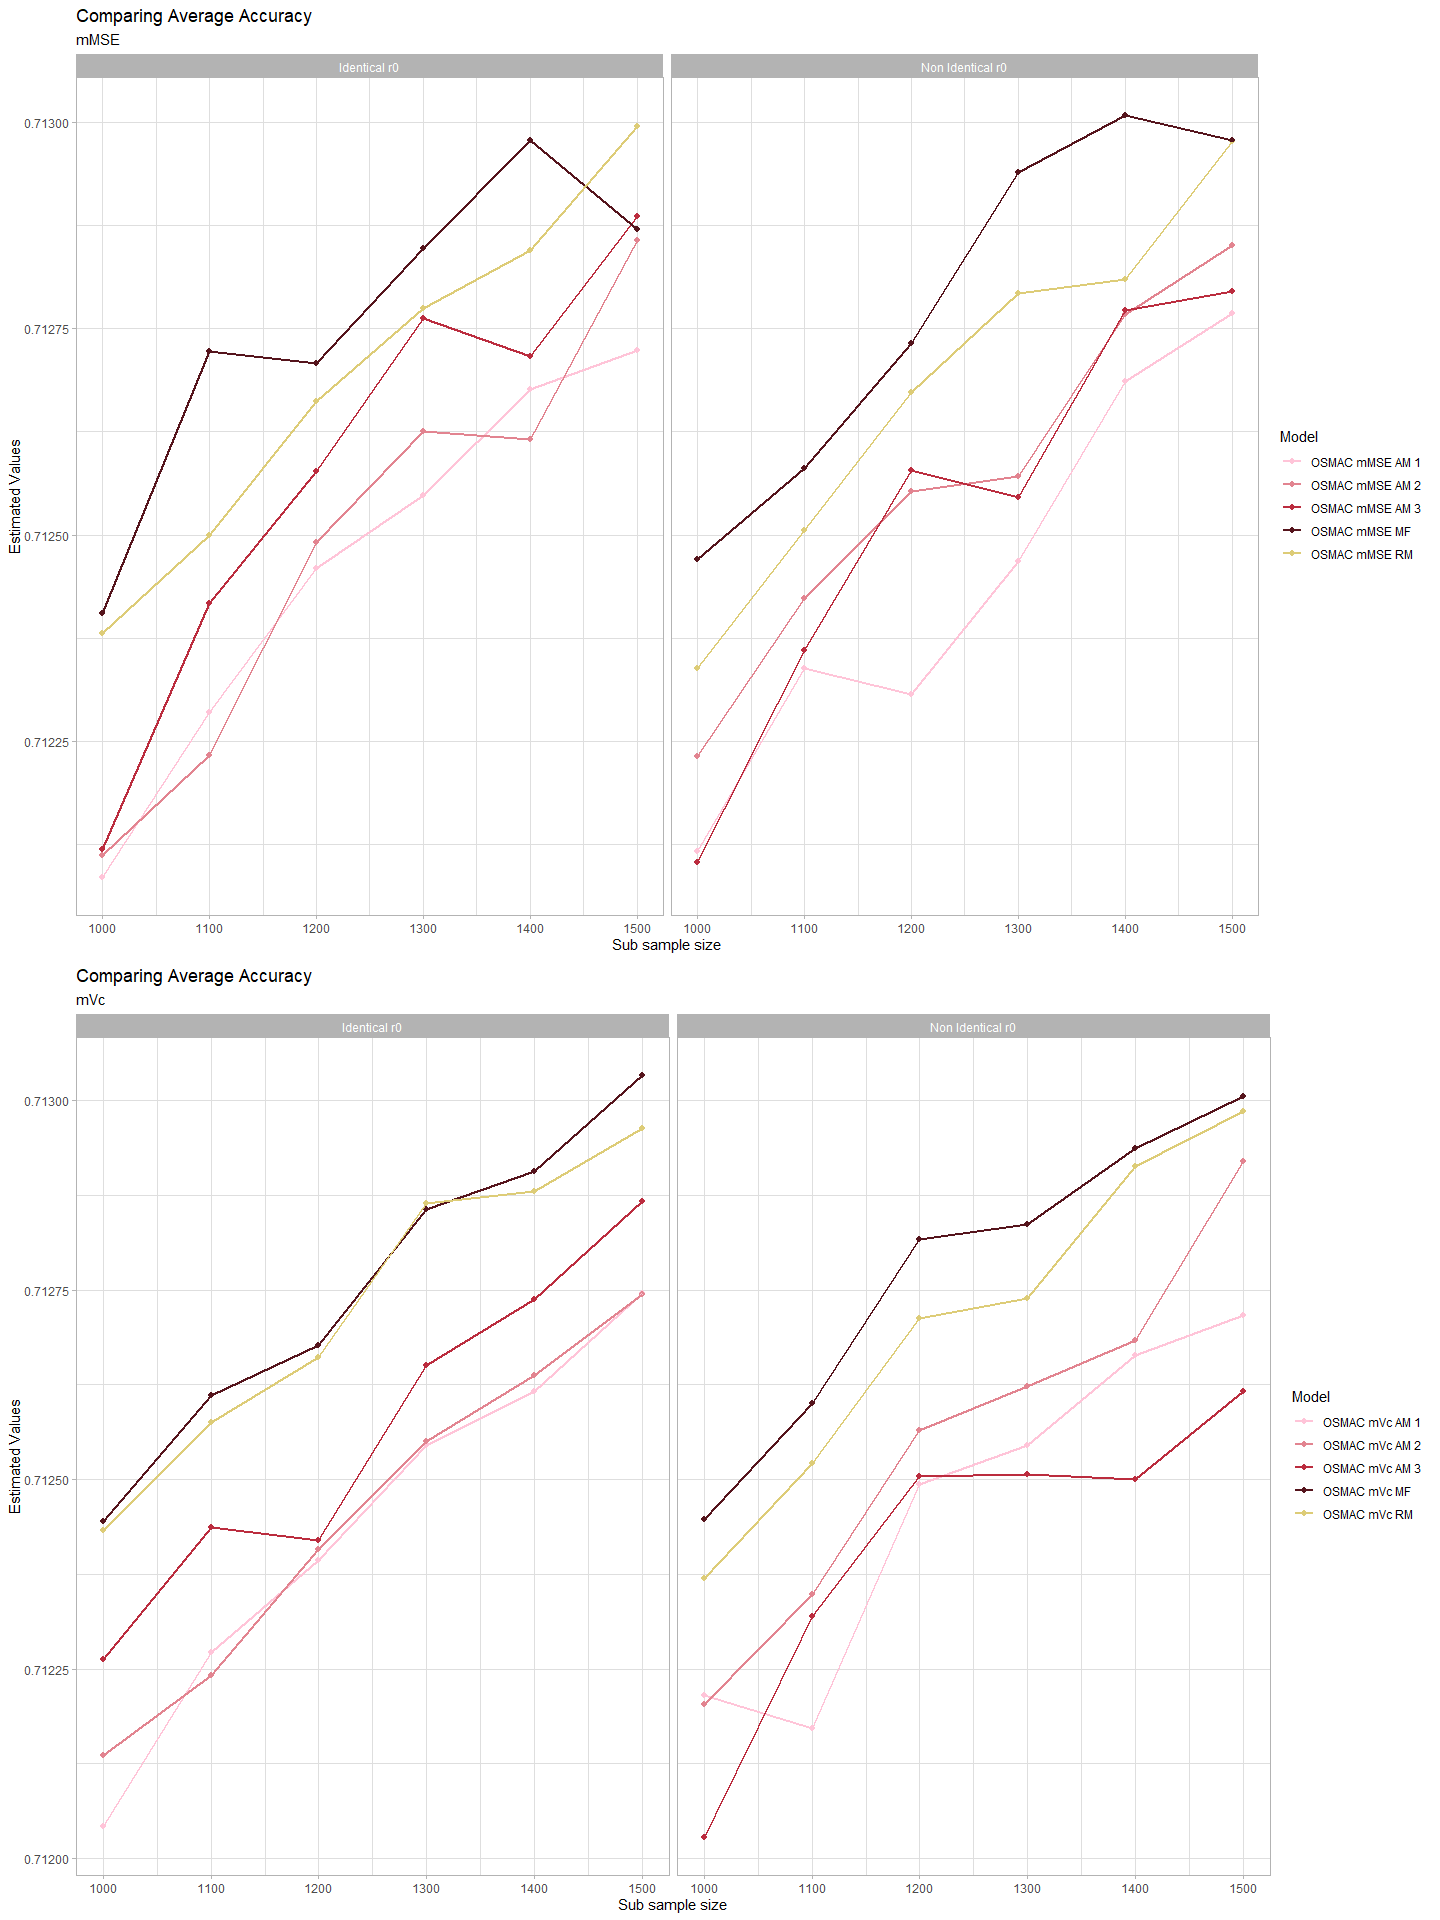 Comparing Average Accuracy
mMSE
Identical r0
Non Identical r0
0.71300
0.71275
0.71250
0.71225
Estimated Values
1000 1100 1200 1300 1400 1500
1000 1100 1200 1300 1400 1500
Sub sample size
Model
OSMAC mMSE AM 1
OSMAC mMSE AM 2
OSMAC mMSE AM 3
OSMAC mMSE MF
OSMAC mMSE RM
Comparing Average Accuracy
mVc
Identical r0
Non Identical r0
0.71300
0.71275
0.71250
0.71225
0.71200
Estimated Values
1000 1100 1200 1300 1400 1500
1000 1100 1200 1300 1400 1500
Sub sample size
Model
OSMAC mVc AM 1
OSMAC mVc AM 2
OSMAC mVc AM 3
OSMAC mVc MF
OSMAC mVc RM